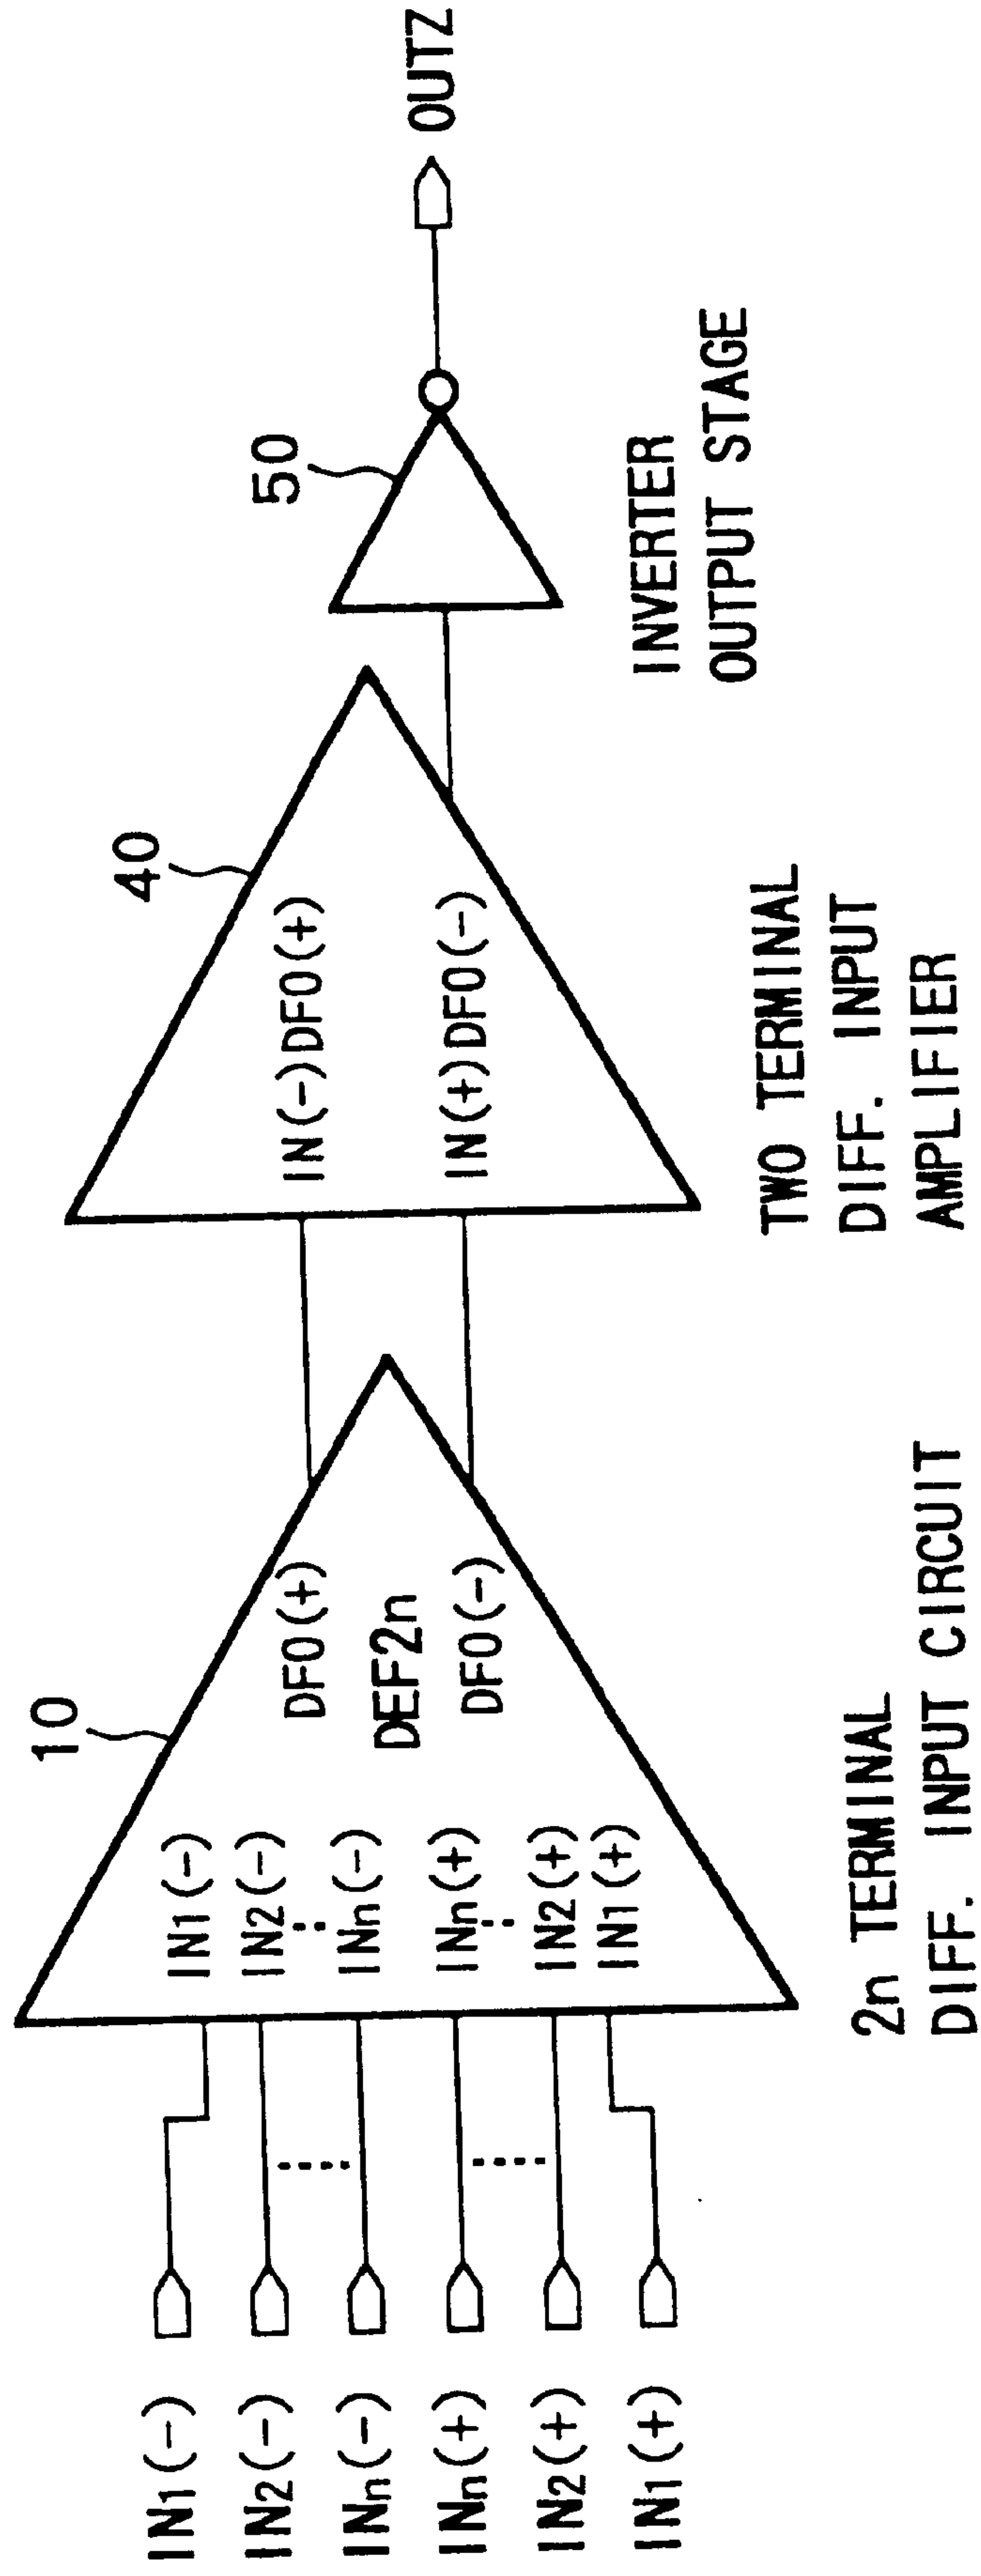 IN1(-)
IN2(-)
INn(-)
INn(+)
IN2(+)
IN1(+)
10
IN1(-)
IN2(-)
INn(-)
INn(+)
IN2(+)
IN1(+)
DFO(+)
DEF2n
DFO(-)
2n TERMINAL
DIFF. INPUT CIRCUIT
40
IN(-)DFO(+)
IN(+)DFO(-)
TWO TERMINAL
DIFF. INPUT
AMPLIFIER
50
INVERTER
OUTPUT STAGE
OUTZ